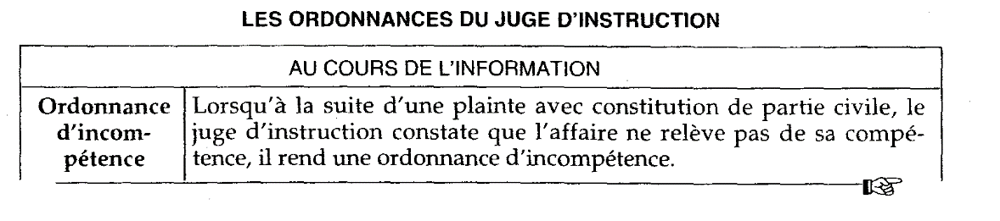 LES ORDONNANCES DU JUGE D'INSTRUCTION
AU COURS DE L'INFORMATION
Ordonnance
d'incom-
pétence
Lorsqu'à la suite d'une plainte avec constitution de partie civile, le
juge d'instruction constate que l'affaire ne relève pas de sa compé-
tence, il rend une ordonnance d'incompétence.